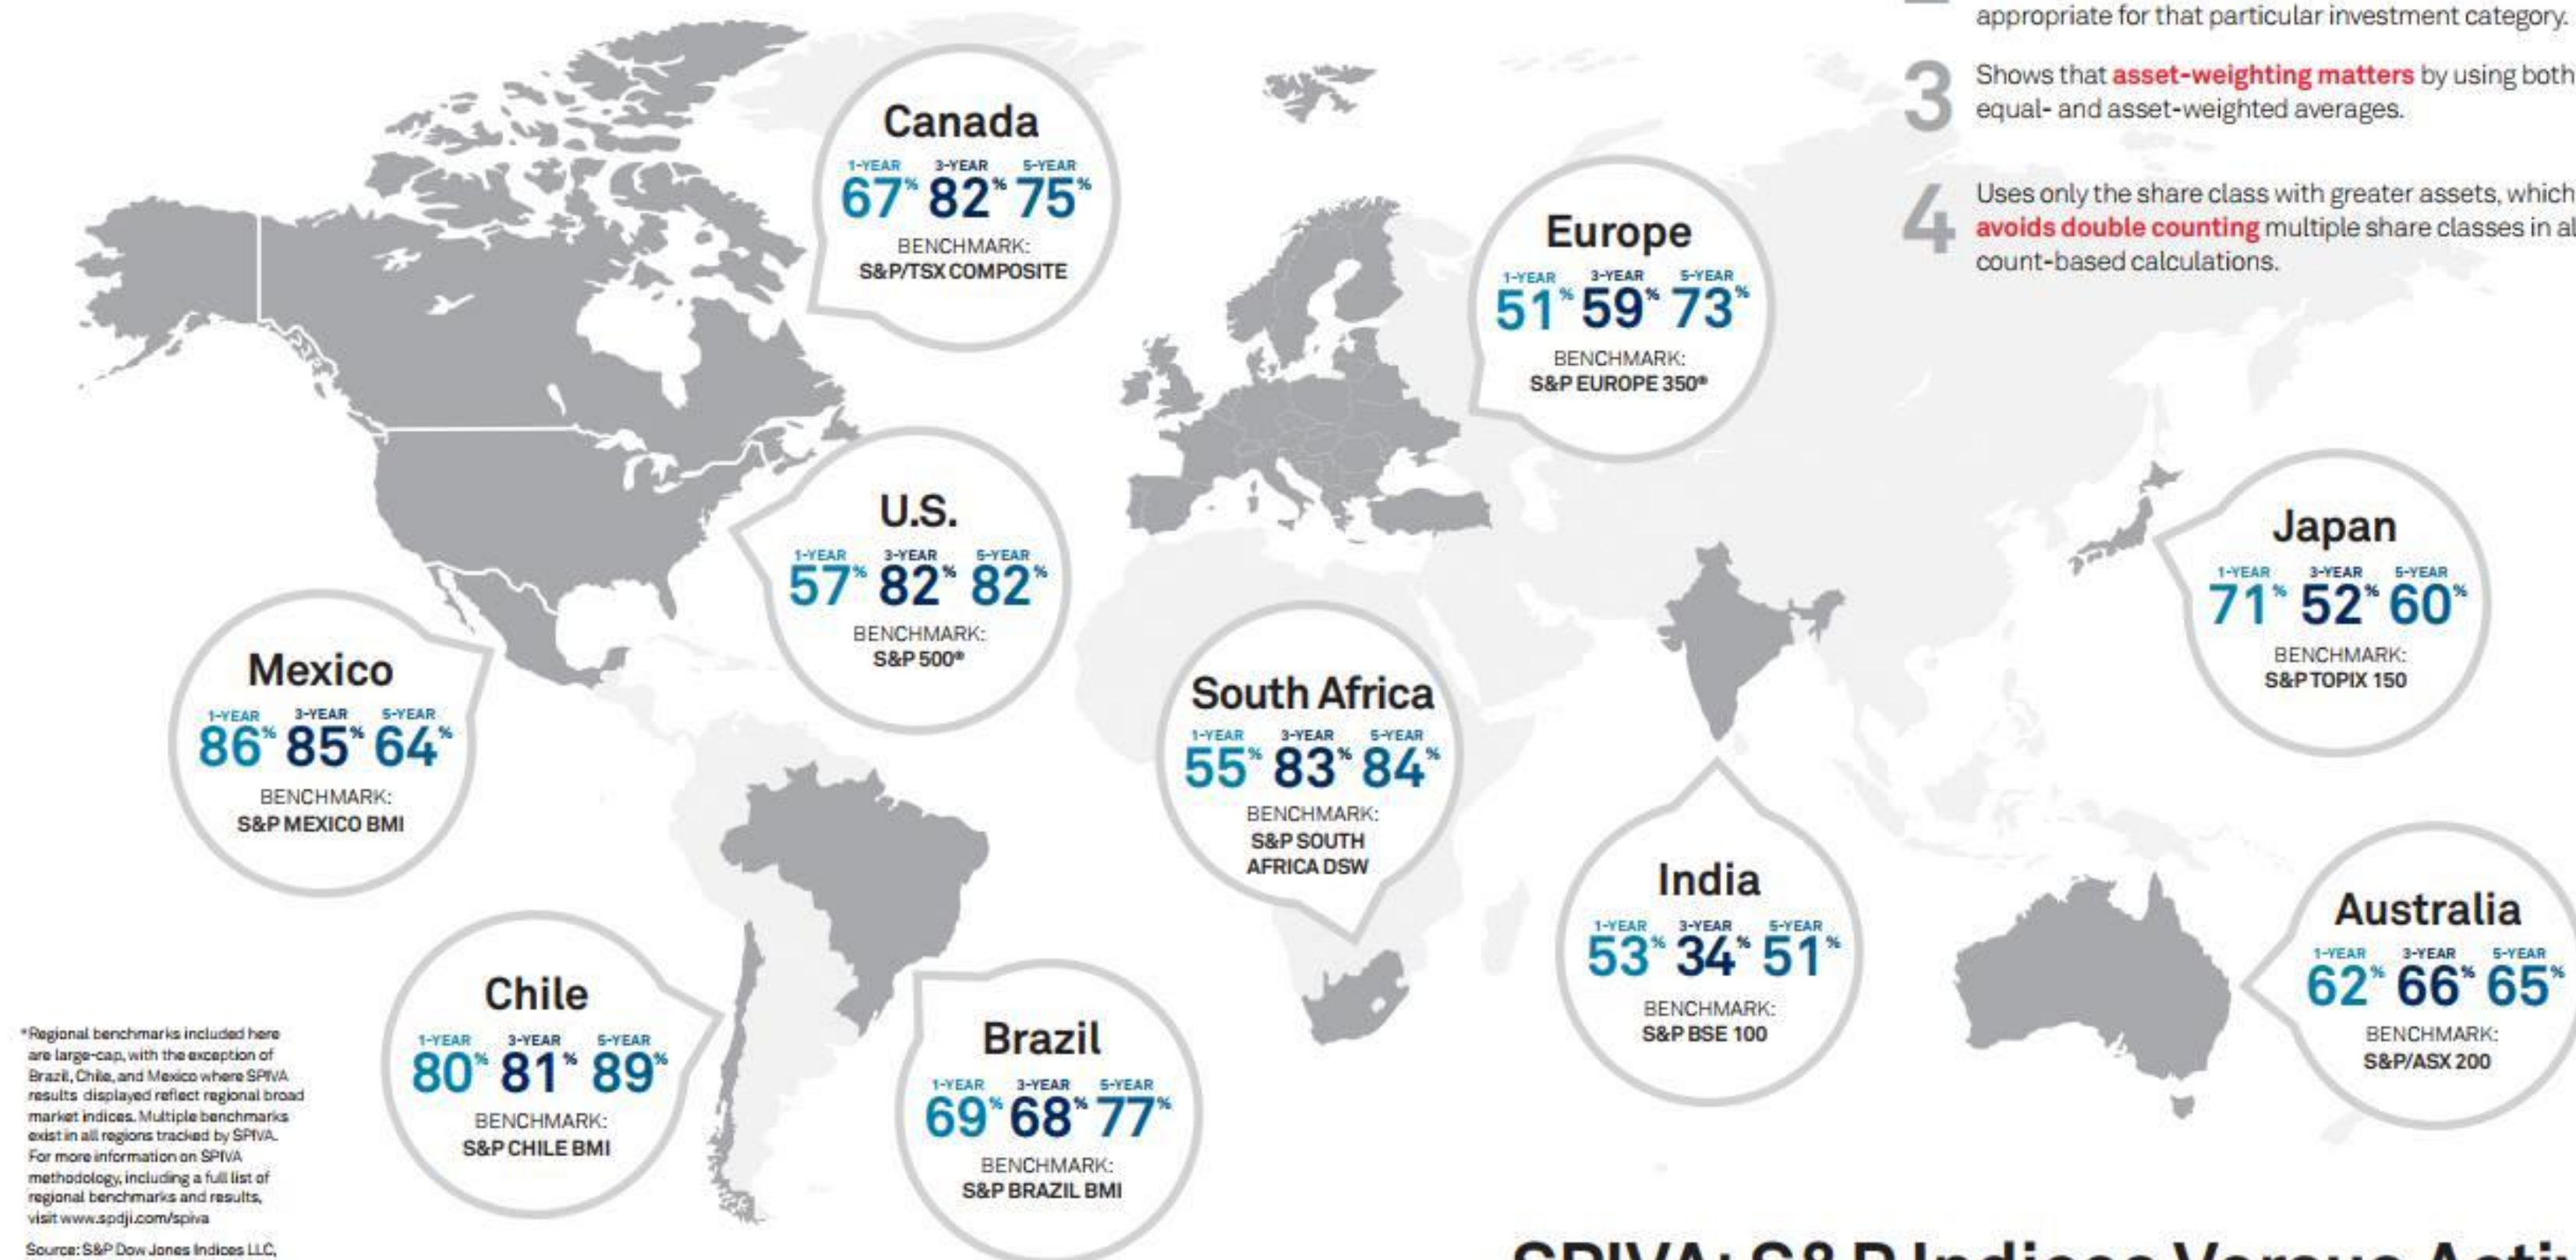 appropriate for that particular investment category.
3
Shows that asset-weighting matters by using both
equal- and asset-weighted averages.
4
Uses only the share class with greater assets, which
avoids double counting multiple share classes in
count-based calculations.
Canada
1-YEAR 3-YEAR 5-YEAR
67% 82% 75%
BENCHMARK:
S&P/TSX COMPOSITE
Europe
1-YEAR 3-YEAR 5-YEAR
51% 59% 73%
BENCHMARK:
S&P EUROPE 350®
U.S.
1-YEAR 3-YEAR 5-YEAR
57% 82% 82%
BENCHMARK:
S&P 500®
Japan
1-YEAR 3-YEAR 5-YEAR
71% 52% 60%
BENCHMARK:
S&P TOPIX 150
Mexico
1-YEAR 3-YEAR 5-YEAR
86% 85% 64%
BENCHMARK:
S&P MEXICO BMI
South Africa
1-YEAR 3-YEAR 5-YEAR
55% 83% 84%
BENCHMARK:
S&P SOUTH
AFRICA DSW
India
1-YEAR 3-YEAR 5-YEAR
53% 34% 51%
BENCHMARK:
S&P BSE 100
Australia
1-YEAR 3-YEAR 5-YEAR
62% 66% 65%
BENCHMARK:
S&P/ASX 200
Chile
1-YEAR 3-YEAR 5-YEAR
80% 81% 89%
BENCHMARK:
S&P CHILE BMI
Brazil
1-YEAR 3-YEAR 5-YEAR
69% 68% 77%
BENCHMARK:
S&P BRAZIL BMI
*Regional benchmarks included here
are large-cap, with the exception of
Brazil, Chile, and Mexico where SPIVA
results displayed reflect regional broad
market indices. Multiple benchmarks
exist in all regions tracked by SPIVA.
For more information on SPIVA
methodology, including a full list of
regional benchmarks and results,
visit www.spdji.com/spiva
Source: S&P Dow Jones Indices LLC,
SPIVA: S&P Indices Versus